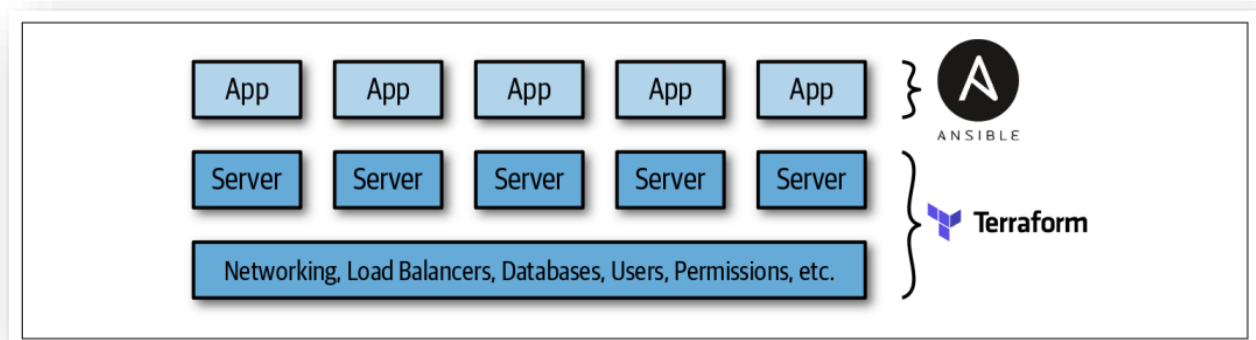 App App App App App
ANSIBLE
Server Server Server Server Server
Terraform
Networking, Load Balancers, Databases, Users, Permissions, etc.